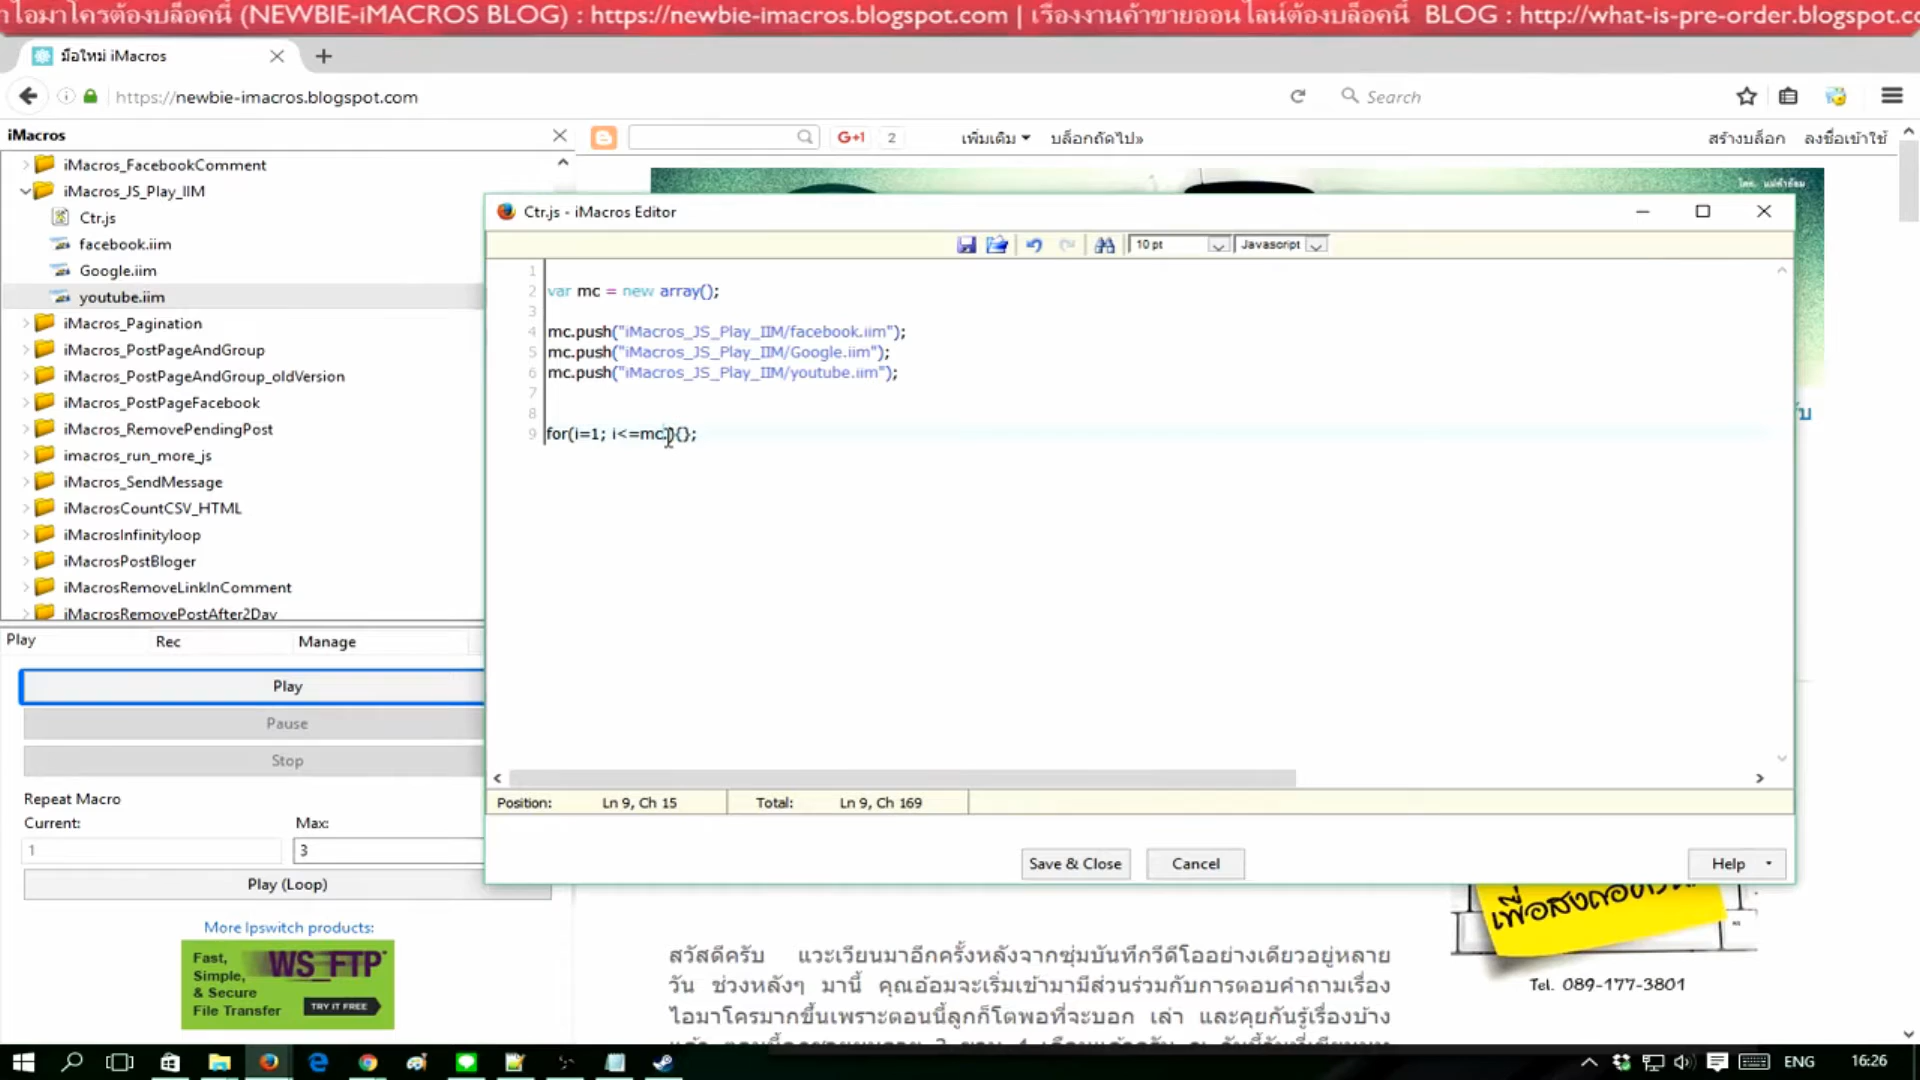 าไอมาโครต้องบล็อคนี้ (NEWBIE-iMACROS BLOG) : https://newbie-imacros.blogspot.com | เรื่องงานค้าขายออนไลน์ต้องบล็อคนี้ BLOG : http://what-is-pre-order.blogspot.c
มือใหม่ iMacros
https://newbie-imacros.blogspot.com
Search
iMacros
G+1 2
เพิ่มเติม
บล็อกถัดไป»
สร้างบล็อก
ลงชื่อเข้าใช้
iMacros_FacebookComment
iMacros_JS_Play_IIM
Ctr.js
facebook.iim
Google.iim
youtube.iim
iMacros_Pagination
iMacros_PostPageAndGroup
iMacros_PostPageAndGroup_oldVersion
iMacros_PostPageFacebook
iMacros_RemovePendingPost
imacros_run_more_js
iMacros_SendMessage
iMacrosCountCSV_HTML
iMacrosInfinityloop
iMacrosPostBloger
iMacrosRemoveLinkInComment
iMacrosRemovePostAfter2Day
Play
Rec
Manage
Play
Pause
Stop
Repeat Macro
Current:
Max:
1
3
Play (Loop)
More Ipswitch products:
Fast,
Simple,
& Secure
File Transfer
WS_FTP
TRY IT FREE
Ctr.js - iMacros Editor
10 pt
Javascript
1
2 var mc = new array();
3
4 mc.push("iMacros_JS_Play_IIM/facebook.iim");
5 mc.push("iMacros_JS_Play_IIM/Google.iim");
6 mc.push("iMacros_JS_Play_IIM/youtube.iim");
7
8
9 for(i=1; i<=mc.){};
Position: Ln 9, Ch 15
Total: Ln 9, Ch 169
Save & Close
Cancel
Help
Tel. 089-177-3801
สวัสดีครับ แวะเวียนมาอีกครั้งหลังจากซุ่มบันทึกวีดีโออย่างเดียวอยู่หลาย
วัน ช่วงหลังๆ มานี้ คุณอ้อมจะเริ่มเข้ามามีส่วนร่วมกับการตอบคำถามเรื่อง
ไอมาโครมากขึ้นเพราะตอนนี้ลูกก็โตพอที่จะบอก เล่า และคุยกันรู้เรื่องบ้าง
ENG
16:26